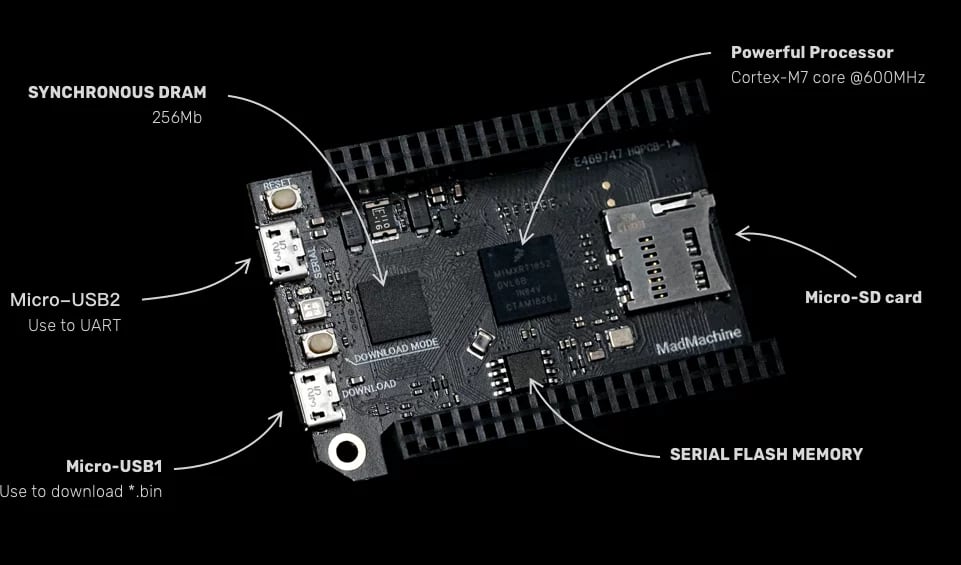 Powerful Processor
Cortex-M7 core @600MHz
SYNCHRONOUS DRAM
256Mb
E469747 HQPCB-1
RESET
SERIAL
MIMXRT1052
DVL6B
1N84V
CTAM1826J
Micro-SD card
Micro-USB2
Use to UART
MadMachine
DOWNLOAD MODE
DOWNLOAD
SERIAL FLASH MEMORY
Micro-USB1
Use to download *.bin